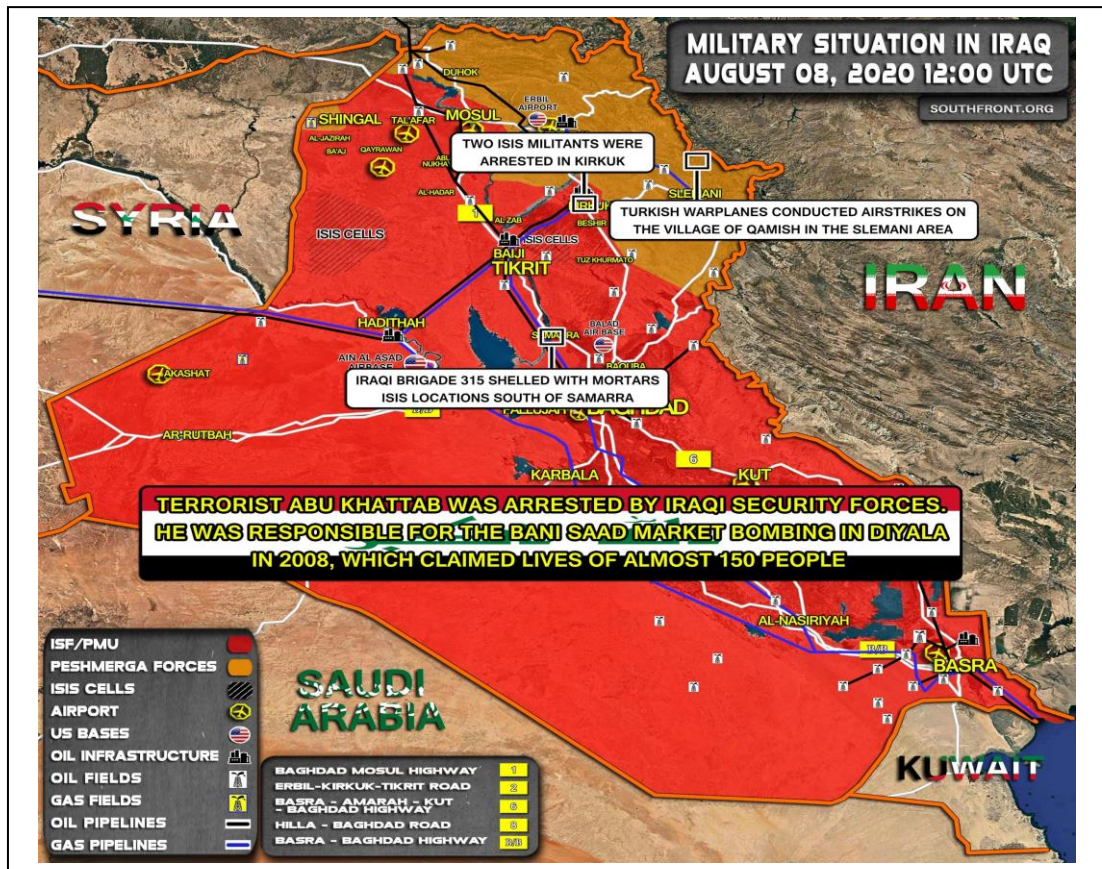 MILITARY SITUATION IN IRAQ
AUGUST 08, 2020 12:00 UTC
SOUTHFRONT.ORG
DUHOK
ERBIL
AIRPORT
SHINGAL
TAL'AFAR
MOSUL
AL-JAZIRAH
BA'AJ
QAYRAWAN
AL-HADAR
TWO ISIS MILITANTS WERE
ARRESTED IN KIRKUK
SLEMANI
TURKISH WARPLANES CONDUCTED AIRSTRIKES ON
THE VILLAGE OF QAMISH IN THE SLEMANI AREA
SYRIA
1
AL-ZAB
BESHIR
ISIS CELLS
ISIS CELLS
BAIJI
TIKRIT
TUZ KHURMATO
IRAN
HADITHAH
BALAD
AIR BASE
AIN AL ASAD
AIRBASE
BAQUBA
AKASHAT
IRAQI BRIGADE 315 SHELLED WITH MORTARS
ISIS LOCATIONS SOUTH OF SAMARRA
FALLUJAH
BAGHDAD
AR-RUTBAH
6
KARBALA
KUT
TERRORIST ABU KHATTAB WAS ARRESTED BY IRAQI SECURITY FORCES.
HE WAS RESPONSIBLE FOR THE BANI SAAD MARKET BOMBING IN DIYALA
IN 2008, WHICH CLAIMED LIVES OF ALMOST 150 PEOPLE
AL-NASIRIYAH
B/B
BASRA
SAUDI
ARABIA
KUWAIT
ISF/PMU
PESHMERGA FORCES
ISIS CELLS
AIRPORT
US BASES
OIL INFRASTRUCTURE
OIL FIELDS
GAS FIELDS
OIL PIPELINES
GAS PIPELINES
BAGHDAD MOSUL HIGHWAY 1
ERBIL-KIRKUK-TIKRIT ROAD 2
BASRA - AMARAH - KUT
- BAGHDAD HIGHWAY 6
HILLA - BAGHDAD ROAD 8
BASRA - BAGHDAD HIGHWAY B/B